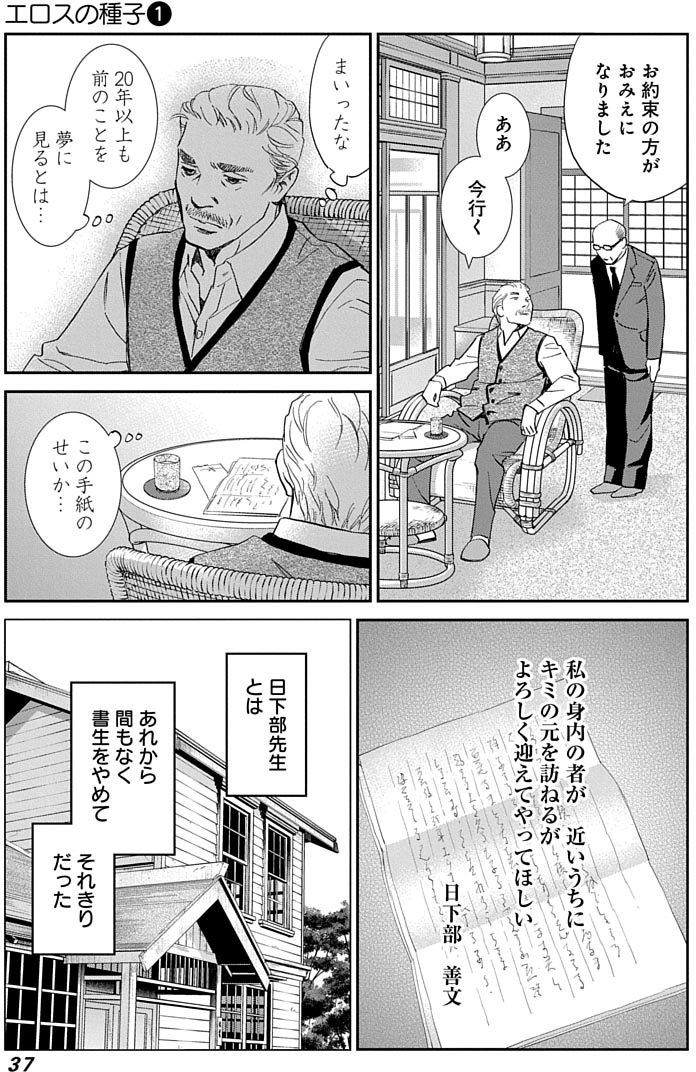 エロスの種子❶
お約束の方が
おみえに
なりました
ああ
今行く
まいったな
20年以上も
前のことを
夢に
見るとは…
この手紙の
せいか…
私の身内の者が 近いうちに
キミの元を訪ねるが
よろしく迎えてやってほしい
日下部 善文
日下部先生
とは
あれから
間もなく
書生をやめて
それきり
だった
37